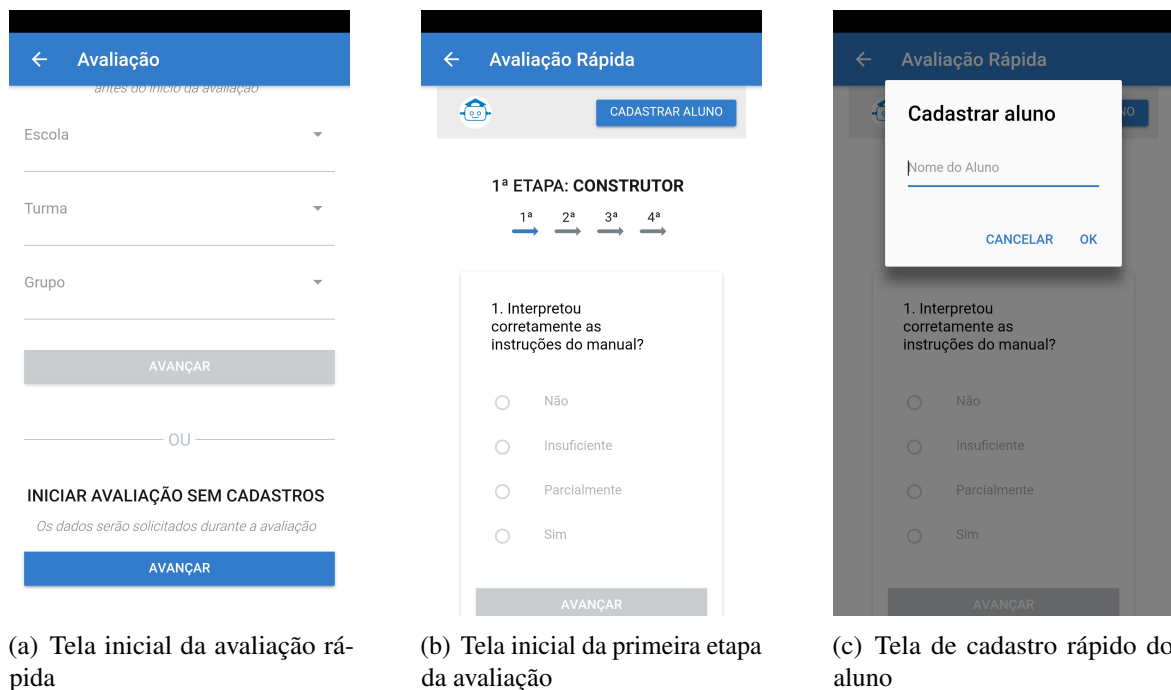 Avaliação
antes do início da avaliação
Escola
Turma
Grupo
AVANÇAR
OU
INICIAR AVALIAÇÃO SEM CADASTROS
Os dados serão solicitados durante a avaliação
AVANÇAR
(a) Tela inicial da avaliação rá-
pida
Avaliação Rápida
CADASTRAR ALUNO
1ª ETAPA: CONSTRUTOR
1ª 2ª 3ª 4ª
1. Interpretou
corretamente as
instruções do manual?
Não
Insuficiente
Parcialmente
Sim
AVANÇAR
(b) Tela inicial da primeira etapa
da avaliação
Avaliação Rápida
NO
Cadastrar aluno
Nome do Aluno
CANCELAR OK
1. Interpretou
corretamente as
instruções do manual?
Não
Insuficiente
Parcialmente
Sim
AVANÇAR
(c) Tela de cadastro rápido do
aluno